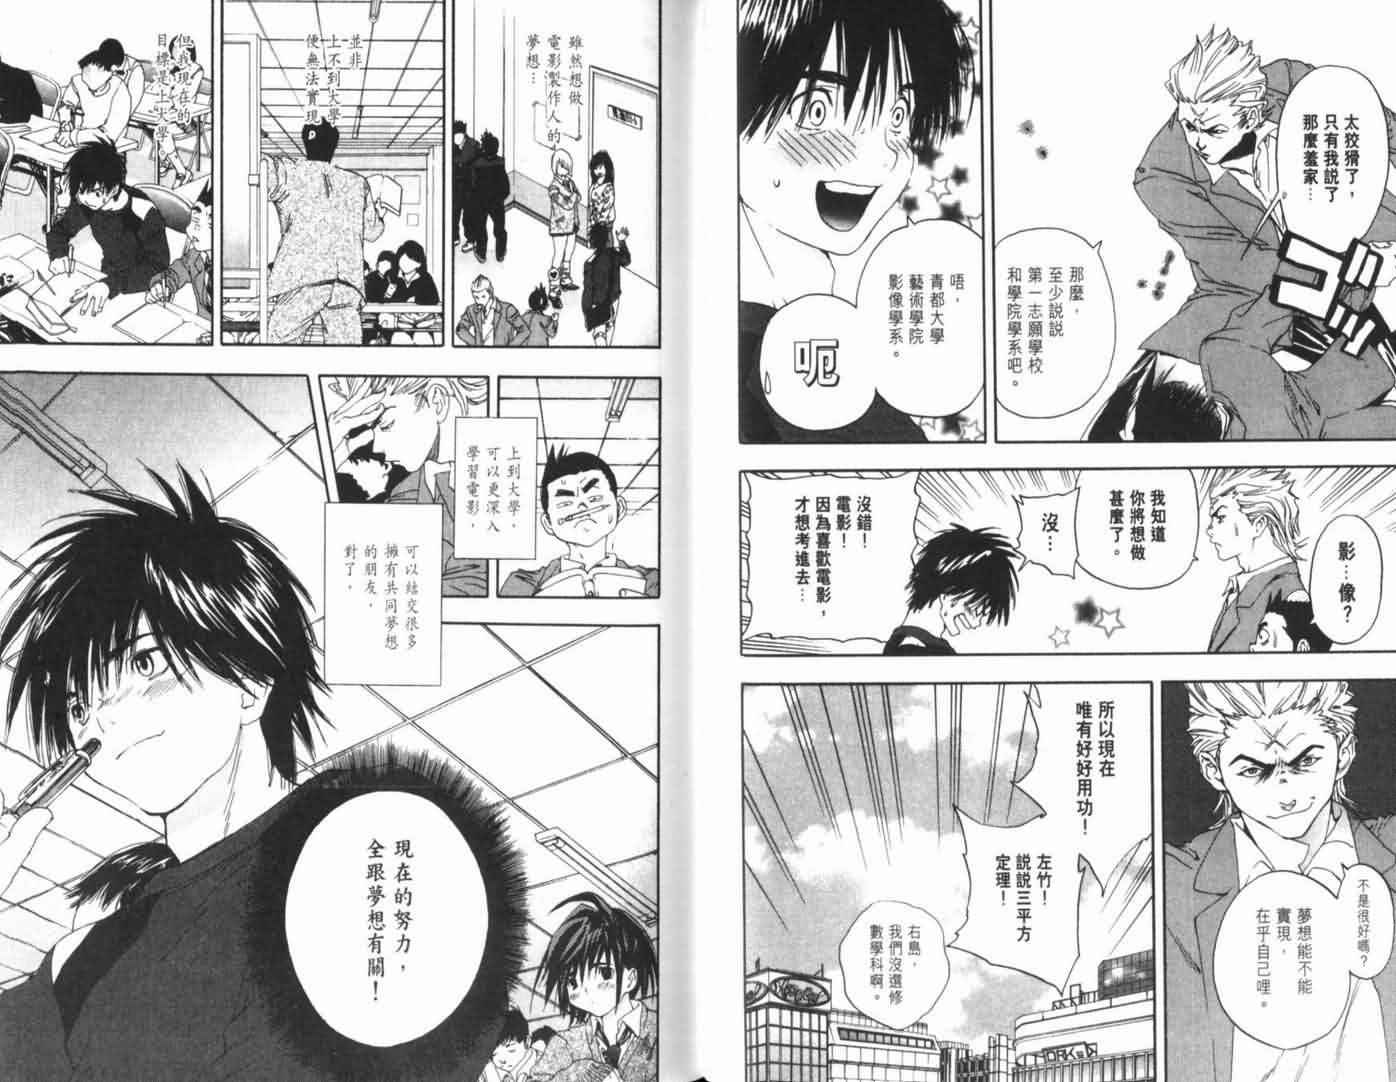 太狡猾了，
只有我說了
那麼羞家…
那麼，
至少說說
第一志願學校
和學院學系吧。
唔，
青都大學
藝術學院
影像學系。
呃
影…像？
我知道
你將想做
甚麼了。
沒…
沒錯！
電影！
因為喜歡電影，
才想考進去…
不是很好嗎？
夢想能不能
實現，
在乎自己哩。
所以現在
唯有好好用功！
左竹！
說說三平方
定理！
右島，
我們沒選修
數學科啊。
雖然想做
電影製作人的
夢想…
並非
上不到大學
便無法實現
但我現在的
目標是上大學
上到大學，
可以更深入
學習電影，
可以結交很多
擁有共同夢想
的朋友，
對了。
現在的努力，
全跟夢想有關！